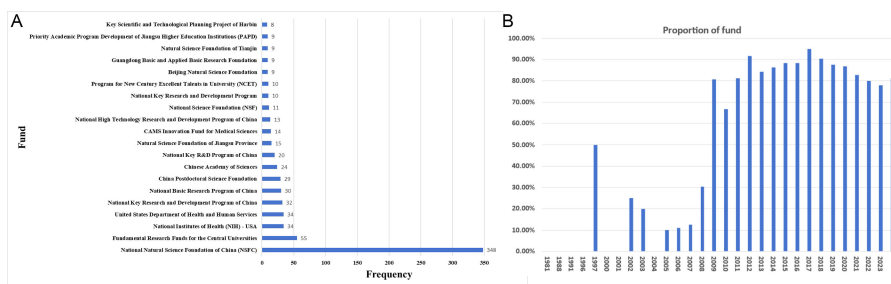 A
Key Scientific and Technological Planning Project of Harbin 8
Priority Academic Program Development of Jiangsu Higher Education Institutions (PAPD) 9
Natural Science Foundation of Tianjin 9
Guangdong Basic and Applied Basic Research Foundation 9
Beijing Natural Science Foundation 9
Program for New Century Excellent Talents in University (NCET) 10
National Key Research and Development Program 10
National Science Foundation (NSF) 11
National High Technology Research and Development Program of China 13
CAMS Innovation Fund for Medical Sciences 14
Natural Science Foundation of Jiangsu Province 15
National Key R&D Program of China 20
Chinese Academy of Sciences 24
China Postdoctoral Science Foundation 29
National Basic Research Program of China 30
National Key Research and Development Program of China 32
United States Department of Health and Human Services 34
National Institutes of Health (NIH) - USA 34
Fundamental Research Funds for the Central Universities 55
National Natural Science Foundation of China (NSFC) 348
Fund
0 50 100 150 200 250 300 350
Frequency
B
Proportion of fund
100.00%
90.00%
80.00%
70.00%
60.00%
50.00%
40.00%
30.00%
20.00%
10.00%
0.00%
1981 1988 1991 1996 1997 2000 2001 2002 2003 2004 2005 2006 2007 2008 2009 2010 2011 2012 2013 2014 2015 2016 2017 2018 2019 2020 2021 2022 2023